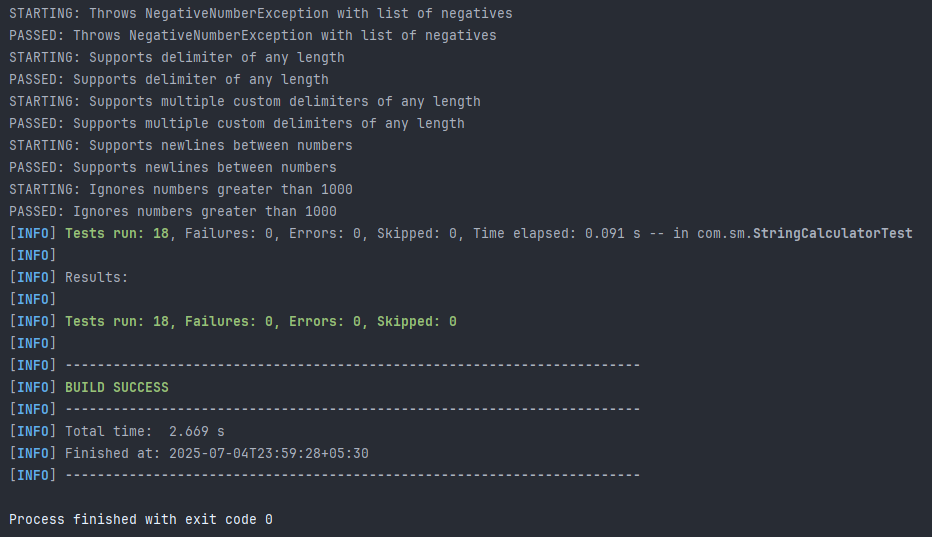 STARTING: Throws NegativeNumberException with list of negatives
PASSED: Throws NegativeNumberException with list of negatives
STARTING: Supports delimiter of any length
PASSED: Supports delimiter of any length
STARTING: Supports multiple custom delimiters of any length
PASSED: Supports multiple custom delimiters of any length
STARTING: Supports newlines between numbers
PASSED: Supports newlines between numbers
STARTING: Ignores numbers greater than 1000
PASSED: Ignores numbers greater than 1000
[INFO] Tests run: 18, Failures: 0, Errors: 0, Skipped: 0, Time elapsed: 0.091 s -- in com.sm.StringCalculatorTest
[INFO]
[INFO] Results:
[INFO]
[INFO] Tests run: 18, Failures: 0, Errors: 0, Skipped: 0
[INFO]
[INFO] ------------------------------------------------------------------------
[INFO] BUILD SUCCESS
[INFO] ------------------------------------------------------------------------
[INFO] Total time:  2.669 s
[INFO] Finished at: 2025-07-04T23:59:28+05:30
[INFO] ------------------------------------------------------------------------
Process finished with exit code 0